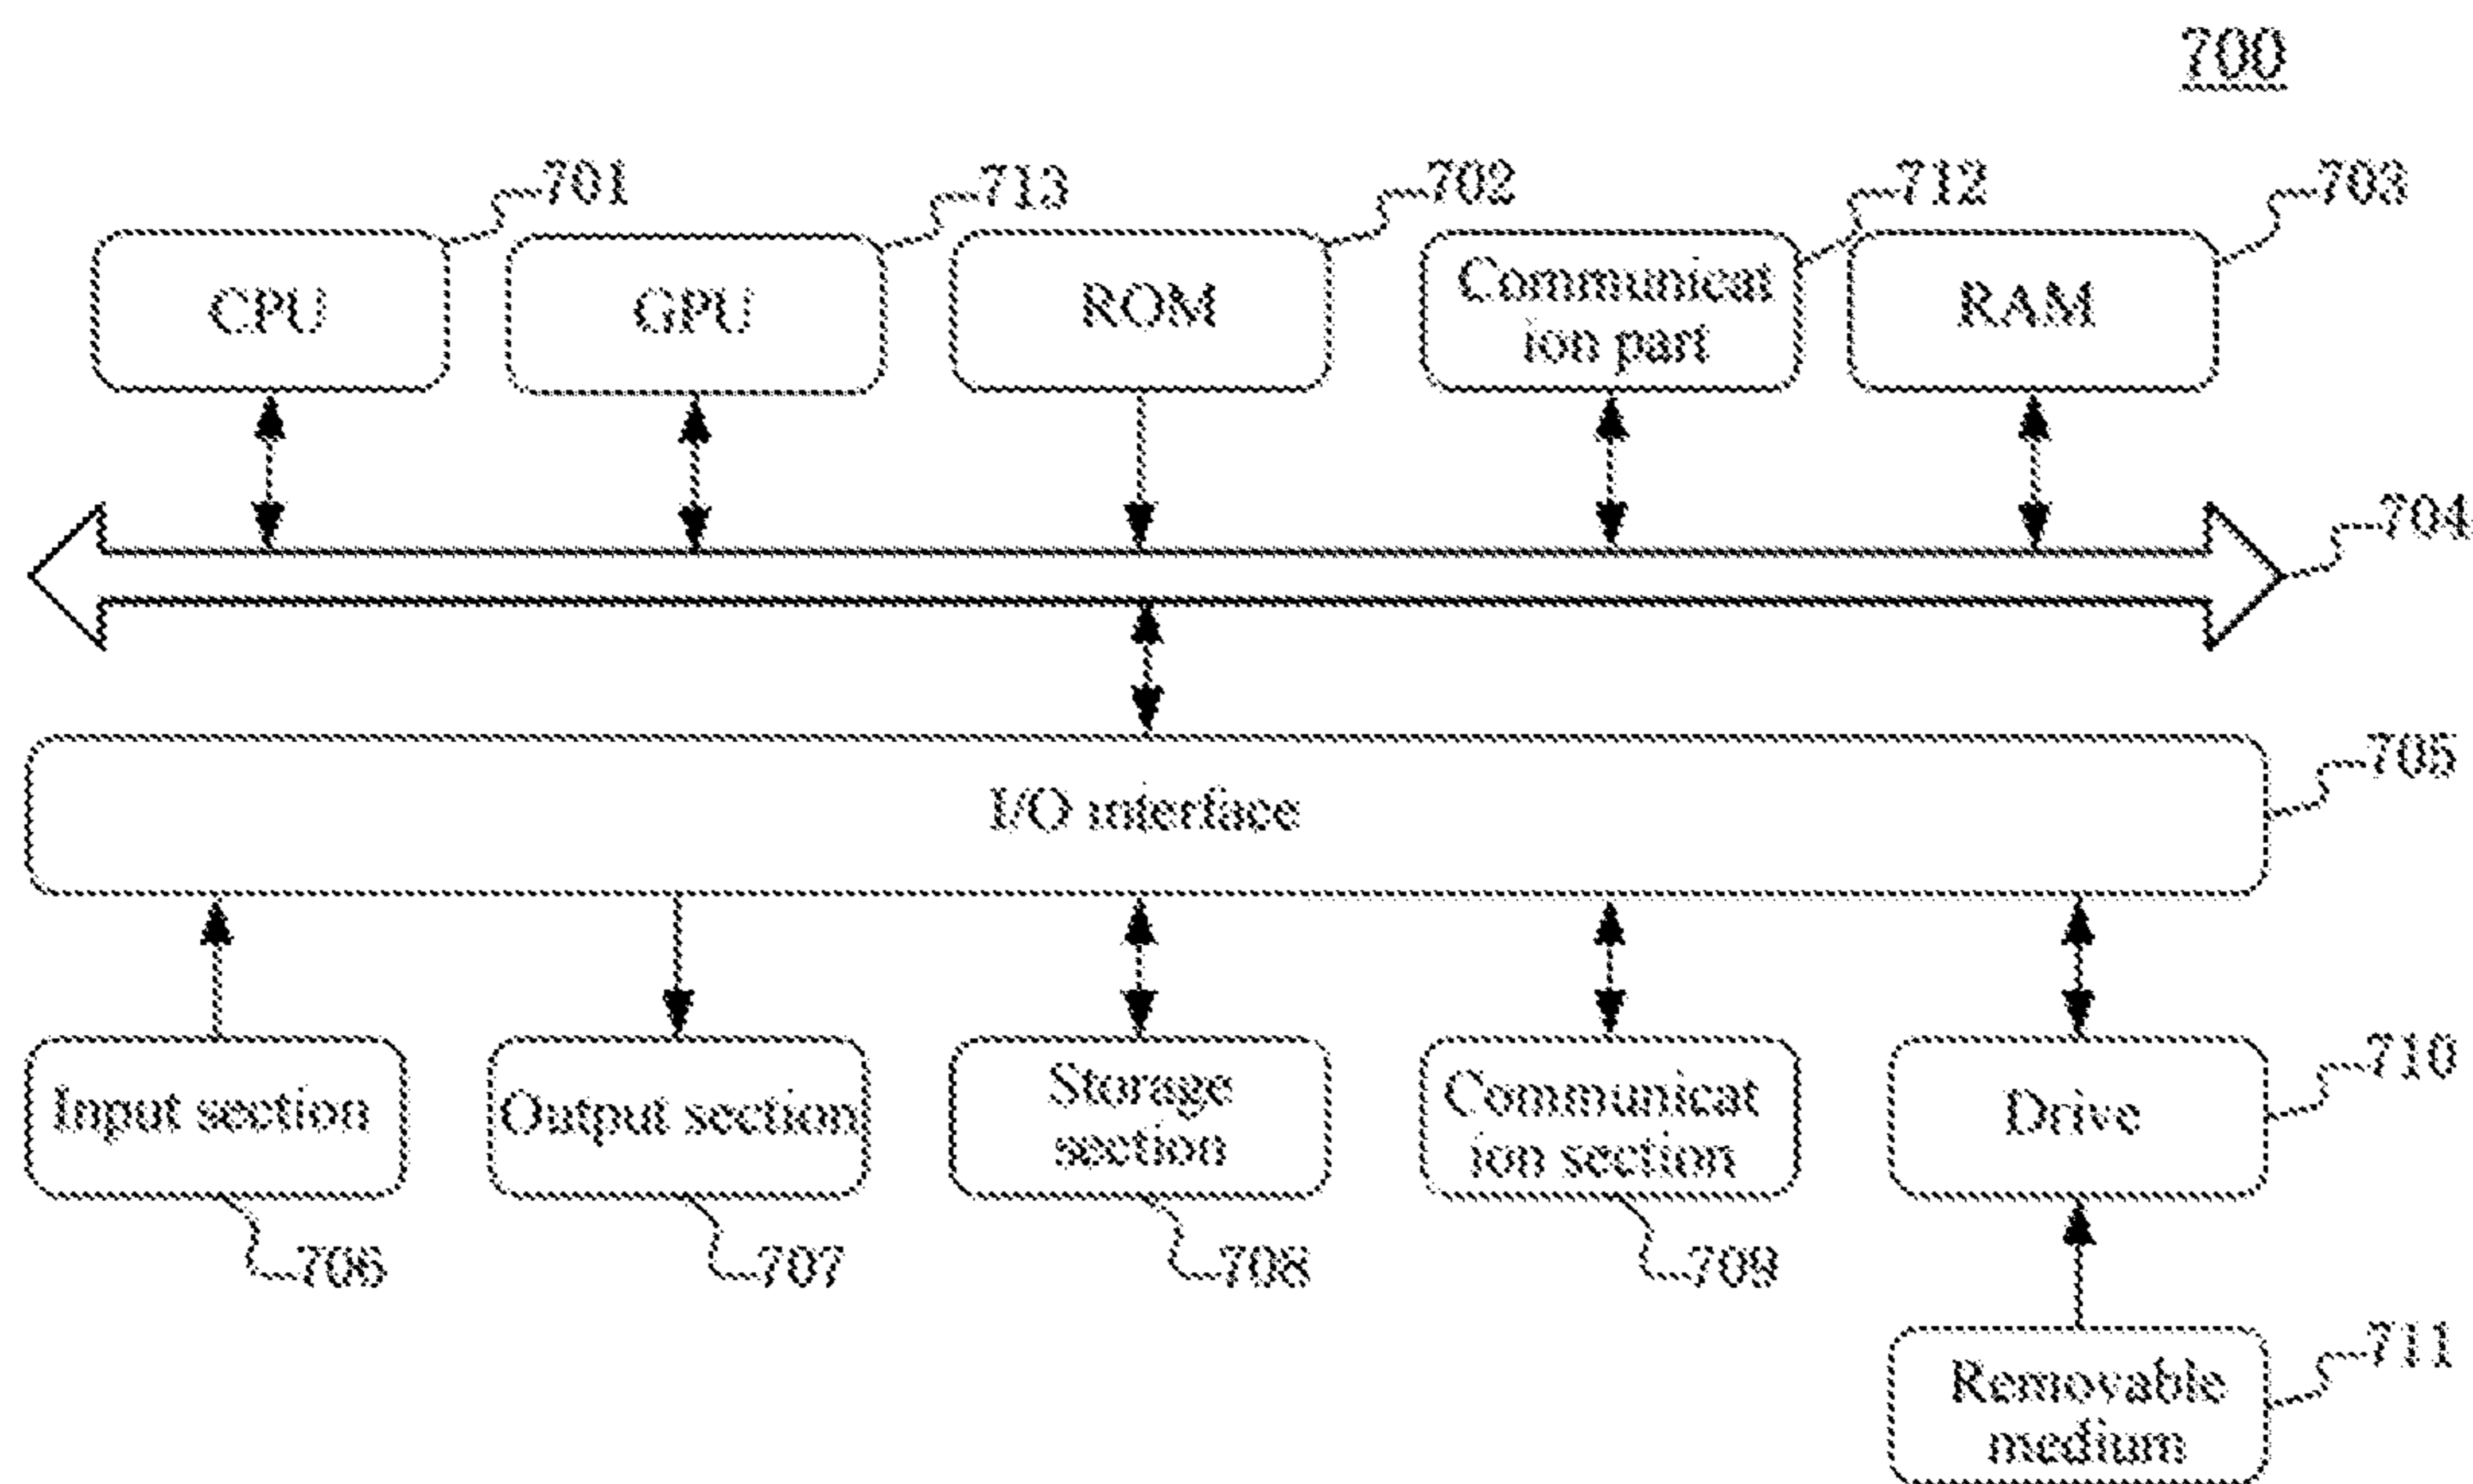 700
701
713
702
712
703
CPU
GPU
ROM
Communicat
ion part
RAM
704
705
I/O interface
Input section
Output section
Storage
section
Communicat
ion section
Drive
710
706
707
708
709
711
Removable
medium